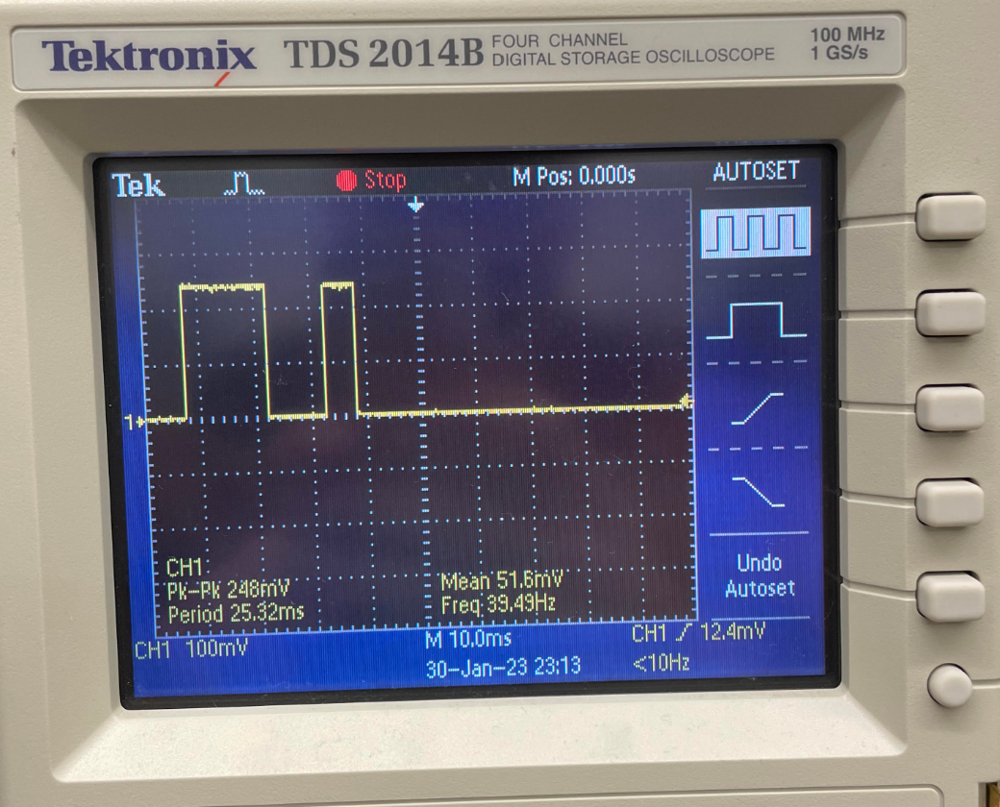 Tektronix TDS 2014B FOUR CHANNEL
DIGITAL STORAGE OSCILLOSCOPE
100 MHz
1 GS/s
Tek Stop M Pos: 0.000s AUTOSET
1
CH1
Pk-Pk 248mV
Period 25.32ms
Mean 51.6mV
Freq 39.49Hz
Undo
Autoset
CH1 100mV M 10.0ms CH1 12.4mV
30-Jan-23 23:13 <10Hz